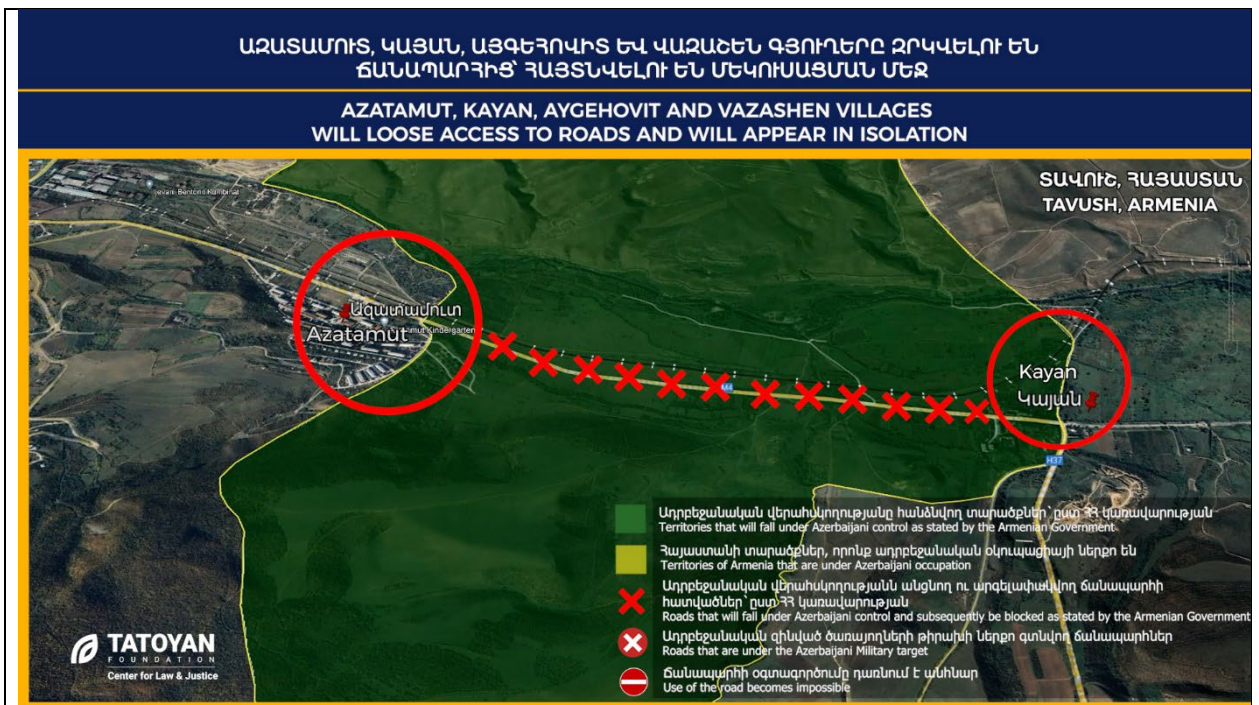 ԱԶԱՏԱՄՈՒՏ, ԿԱՅԱՆ, ԱՅԳԵՀՈՎԻՏ ԵՎ ՎԱԶԱՇԵՆ ԳՅՈՒՂԵՐԸ ԶՐԿՎԵԼՈՒ ԵՆ
ՃԱՆԱՊԱՐՀԻՑ՝ ՀԱՅՏՆՎԵԼՈՒ ԵՆ ՄԵԿՈՒՍԱՑՄԱՆ ՄԵՋ
AZATAMUT, KAYAN, AYGEHOVIT AND VAZASHEN VILLAGES
WILL LOOSE ACCESS TO ROADS AND WILL APPEAR IN ISOLATION
ՏԱՎՈՒՇ, ՀԱՅԱՍՏԱՆ
TAVUSH, ARMENIA
Ijevani Bentonit Kombinat
Ազատամուտ
Azatamut
Kindergarten
Kayan
Կայան
M4
H37
Ադրբեջանական վերահսկողությանը հանձնվող տարածքներ՝ ըստ ՀՀ կառավարության
Territories that will fall under Azerbaijani control as stated by the Armenian Government
Հայաստանի տարածքներ, որոնք ադրբեջանական օկուպացիայի ներքո են
Territories of Armenia that are under Azerbaijani occupation
Ադրբեջանական վերահսկողությանն անցնող ու արգելափակվող ճանապարհի
հատվածներ՝ ըստ ՀՀ կառավարության
Roads that will fall under Azerbaijani control and subsequently be blocked as stated by the Armenian Government
Ադրբեջանական զինված ծառայողների թիրախի ներքո գտնվող ճանապարհներ
Roads that are under the Azerbaijani Military target
Ճանապարհի օգտագործումը դառնում է անհնար
Use of the road becomes impossible
TATOYAN
FOUNDATION
Center for Law & Justice